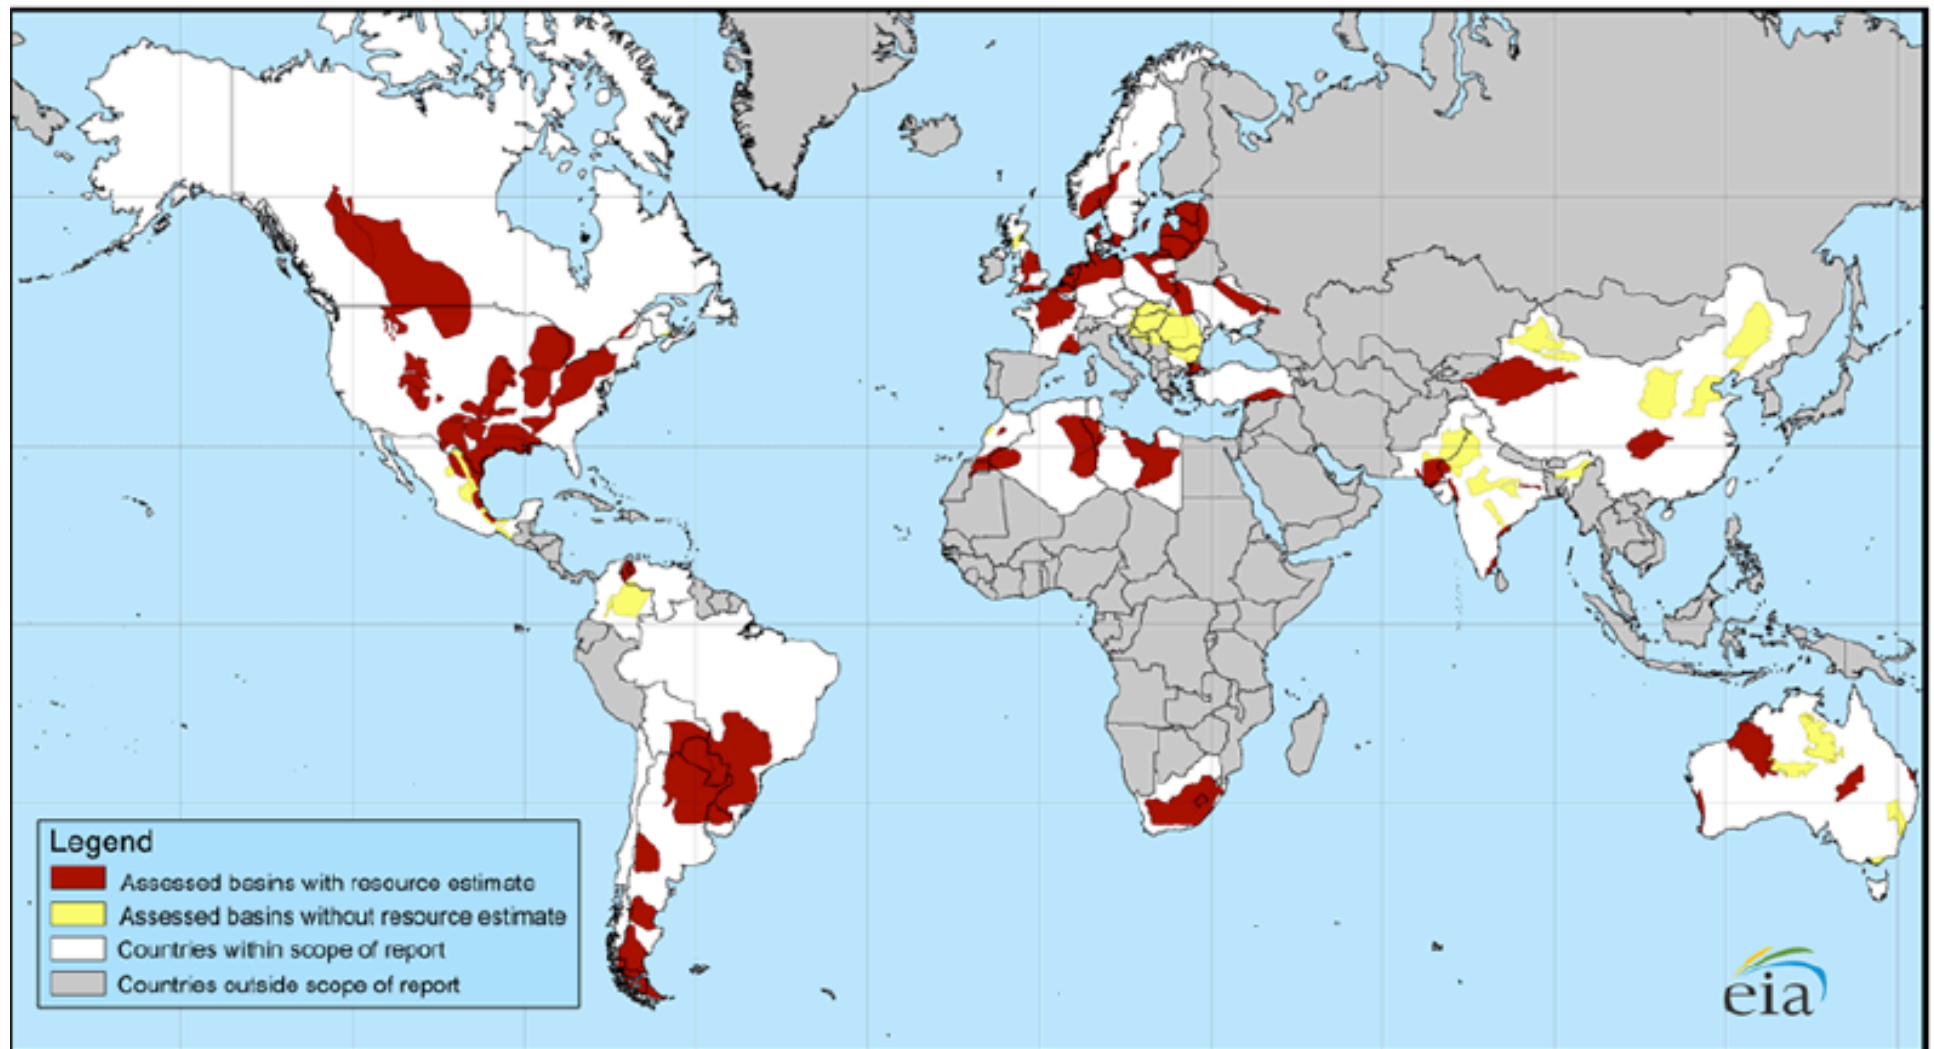 Legend
Assessed basins with resource estimate
Assessed basins without resource estimate
Countries within scope of report
Countries outside scope of report
eia